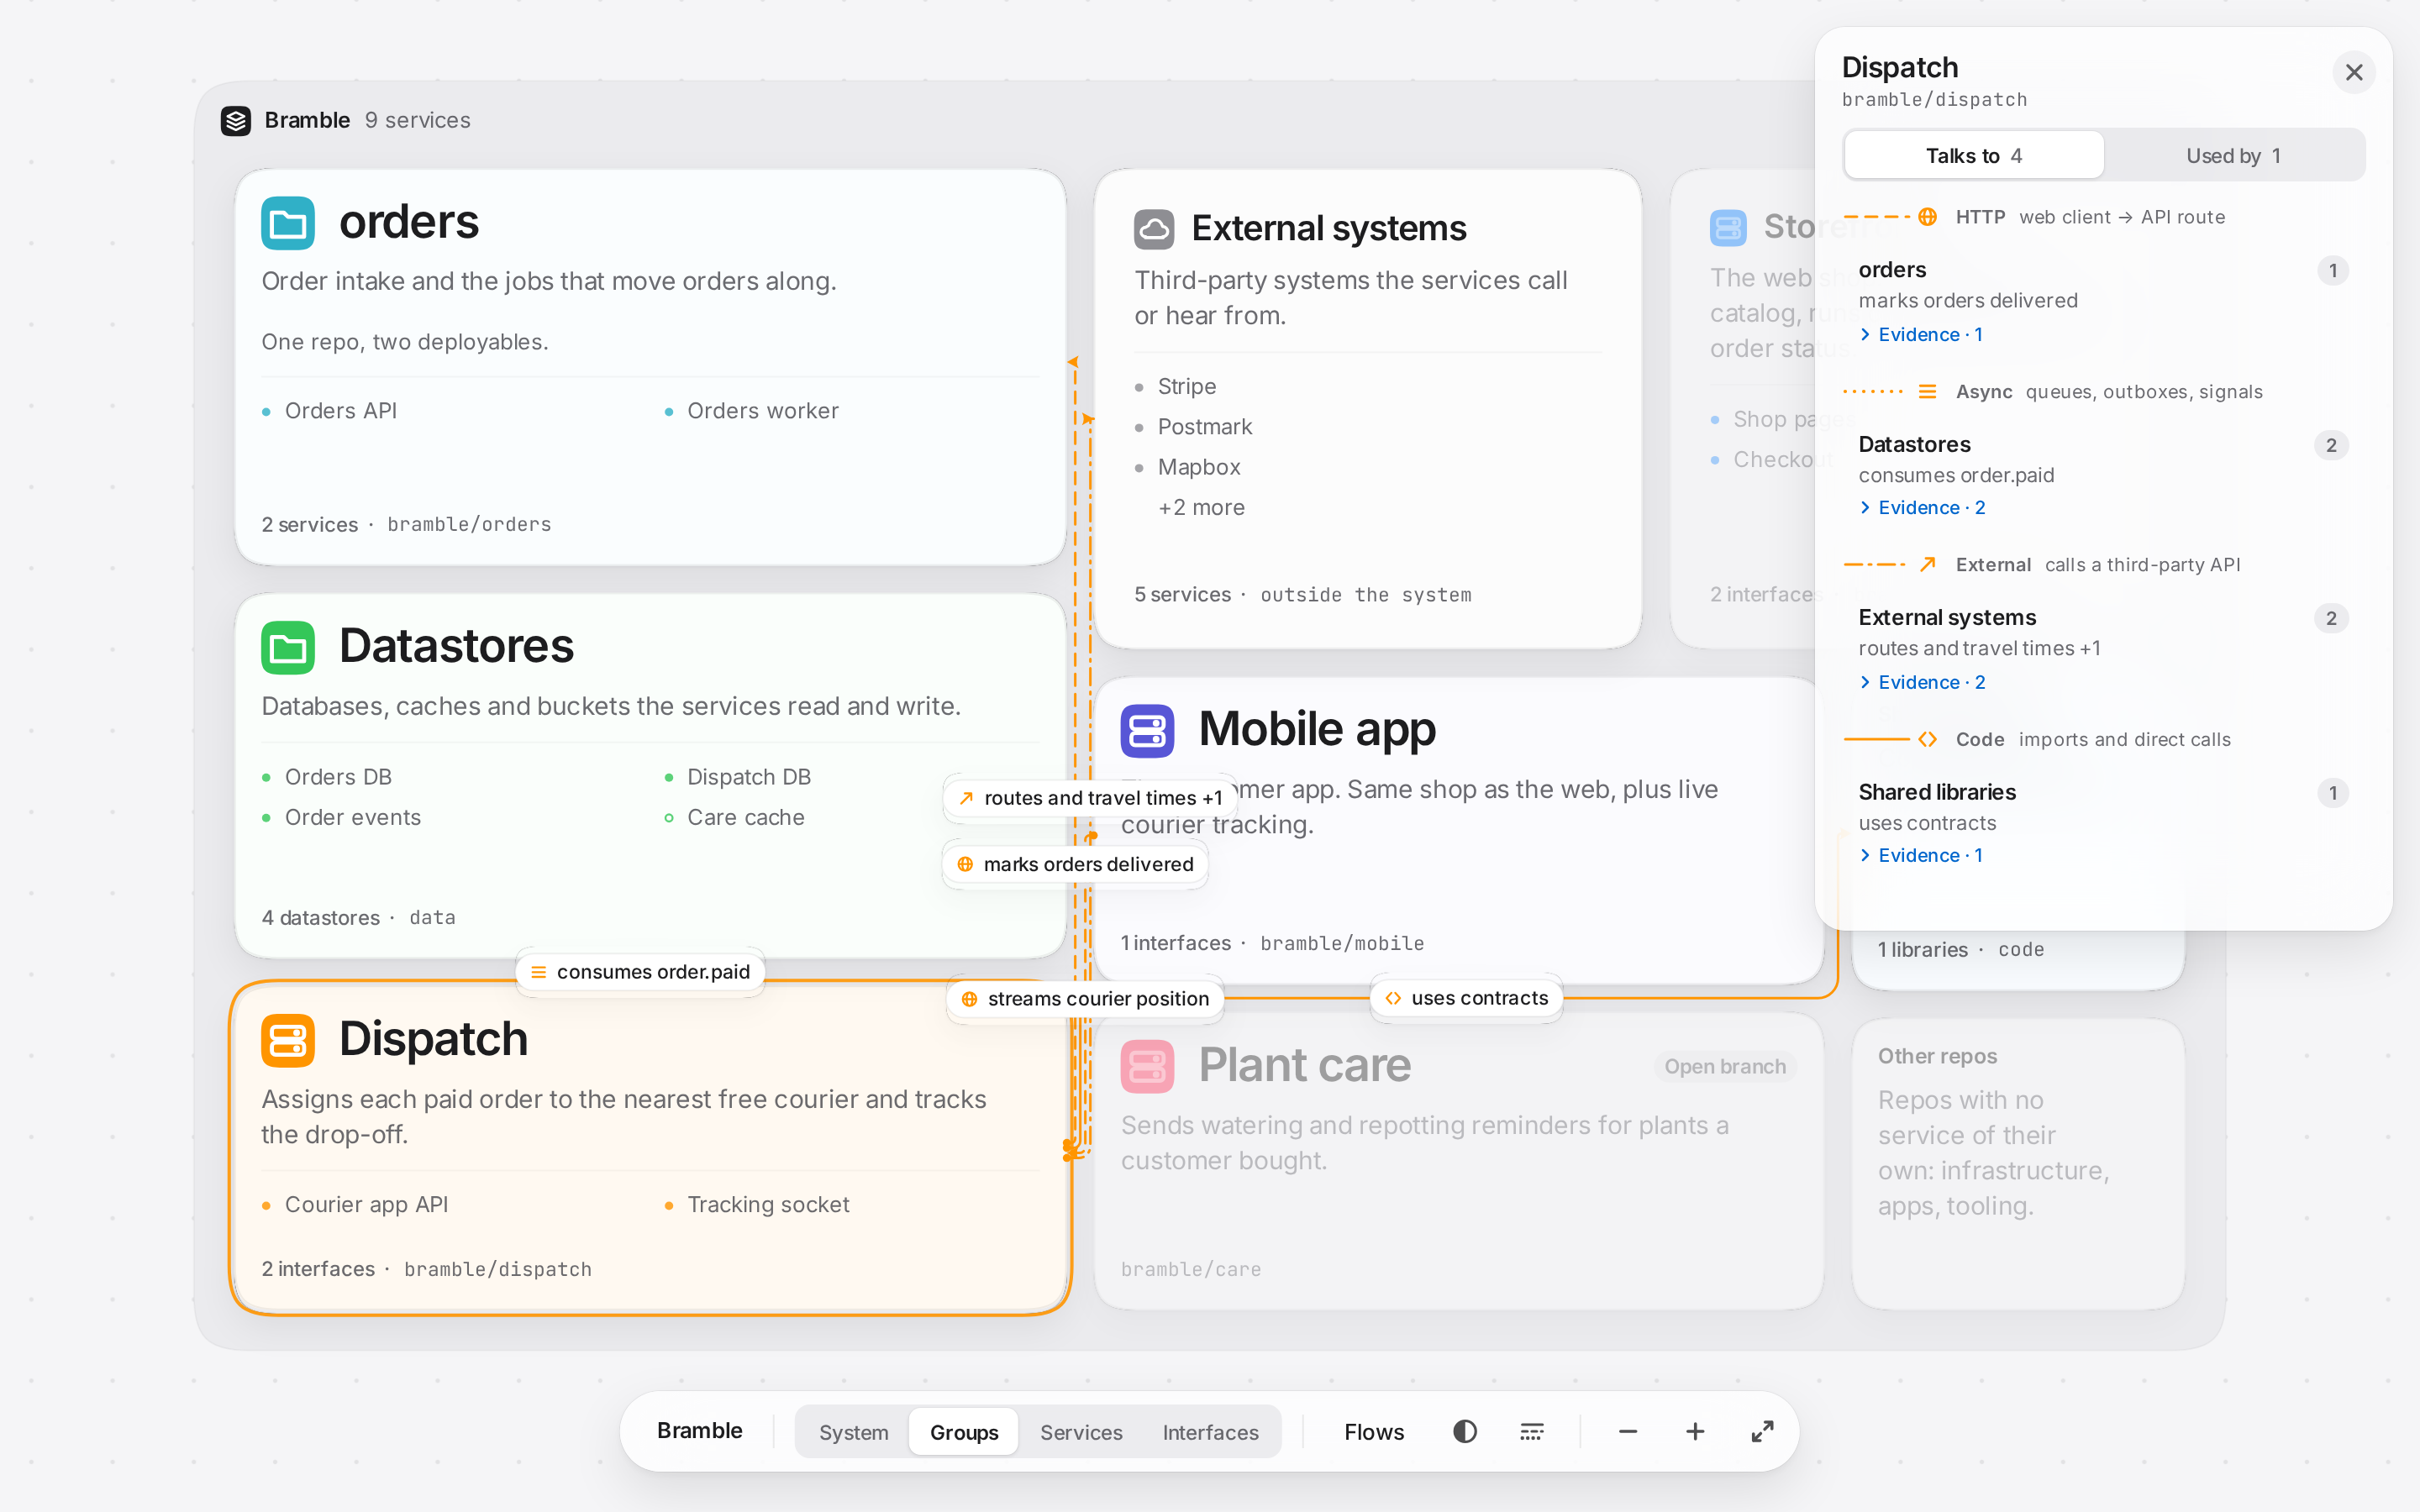 Bramble 9 services
orders
Order intake and the jobs that move orders along.
One repo, two deployables.
Orders API
Orders worker
2 services · bramble/orders
External systems
Third-party systems the services call
or hear from.
Stripe
Postmark
Mapbox
+2 more
5 services · outside the system
The web
catalog,
order status
Shop pages
Checkout
2 interfaces ·
Datastores
Databases, caches and buckets the services read and write.
Orders DB
Dispatch DB
Order events
Care cache
4 datastores · data
Mobile app
app. Same shop as the web, plus live
courier tracking.
1 interfaces · bramble/mobile
routes and travel times +1
marks orders delivered
consumes order.paid
streams courier position
uses contracts
Dispatch
Assigns each paid order to the nearest free courier and tracks
the drop-off.
Courier app API
Tracking socket
2 interfaces · bramble/dispatch
Plant care
Open branch
Sends watering and repotting reminders for plants a
customer bought.
bramble/care
1 libraries · code
Other repos
Repos with no
service of their
own: infrastructure,
apps, tooling.
Dispatch
bramble/dispatch
Talks to 4
Used by 1
HTTP web client → API route
orders 1
marks orders delivered
Evidence · 1
Async queues, outboxes, signals
Datastores 2
consumes order.paid
Evidence · 2
External calls a third-party API
External systems 2
routes and travel times +1
Evidence · 2
Code imports and direct calls
Shared libraries 1
uses contracts
Evidence · 1
Bramble
System
Groups
Services
Interfaces
Flows